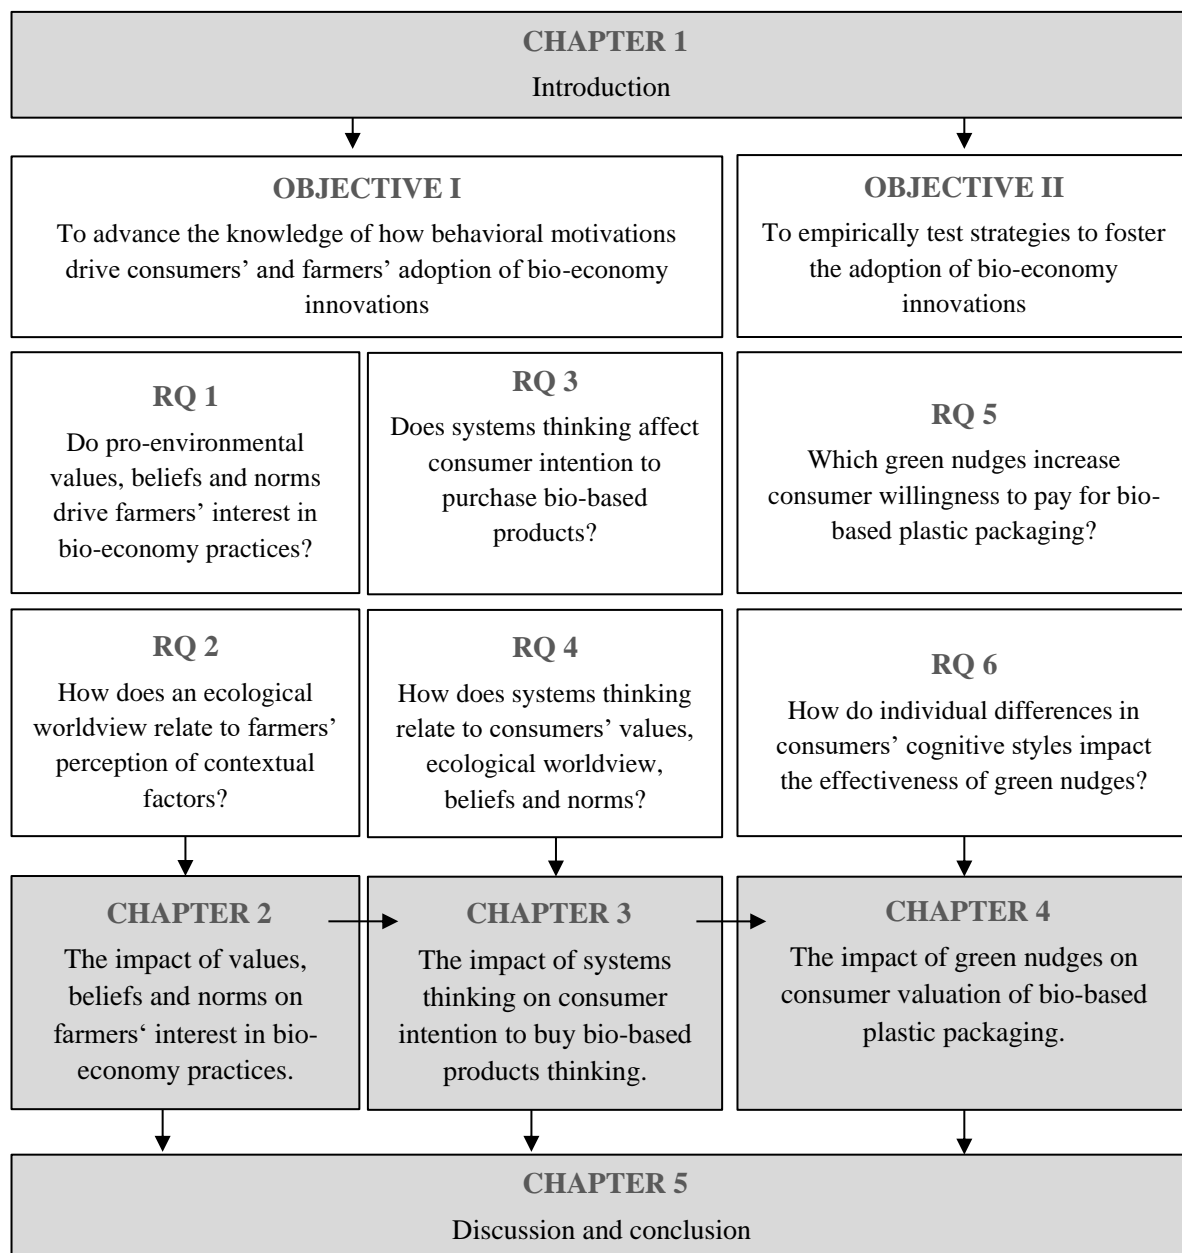 CHAPTER 1
Introduction
OBJECTIVE I
To advance the knowledge of how behavioral motivations
drive consumers’ and farmers’ adoption of bio-economy
innovations
OBJECTIVE II
To empirically test strategies to foster
the adoption of bio-economy
innovations
RQ 1
Do pro-environmental
values, beliefs and norms
drive farmers’ interest in
bio-economy practices?
RQ 3
Does systems thinking affect
consumer intention to
purchase bio-based
products?
RQ 5
Which green nudges increase
consumer willingness to pay for bio-
based plastic packaging?
RQ 2
How does an ecological
worldview relate to farmers’
perception of contextual
factors?
RQ 4
How does systems thinking
relate to consumers’ values,
ecological worldview,
beliefs and norms?
RQ 6
How do individual differences in
consumers’ cognitive styles impact
the effectiveness of green nudges?
CHAPTER 2
The impact of values,
beliefs and norms on
farmers‘ interest in bio-
economy practices.
CHAPTER 3
The impact of systems
thinking on consumer
intention to buy bio-based
products thinking.
CHAPTER 4
The impact of green nudges on
consumer valuation of bio-based
plastic packaging.
CHAPTER 5
Discussion and conclusion